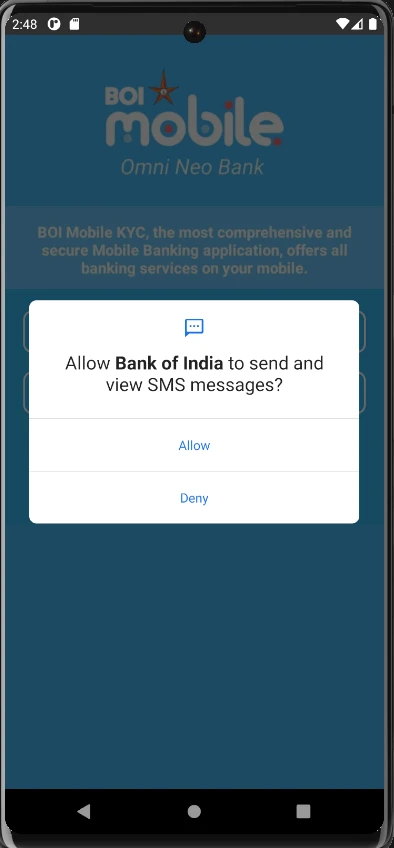 2:48
BOI
mobile
Omni Neo Bank
BOI Mobile KYC, the most comprehensive and
secure Mobile Banking application, offers all
banking services on your mobile.
Allow Bank of India to send and
view SMS messages?
Allow
Deny